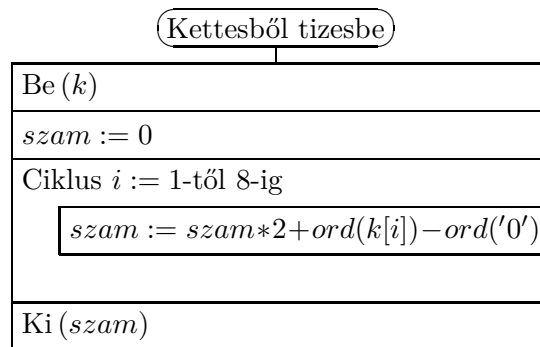 Kettesből tizesbe
Be (k)
szam := 0
Ciklus i := 1-től 8-ig
szam := szam*2+ord(k[i])−ord('0')
Ki (szam)